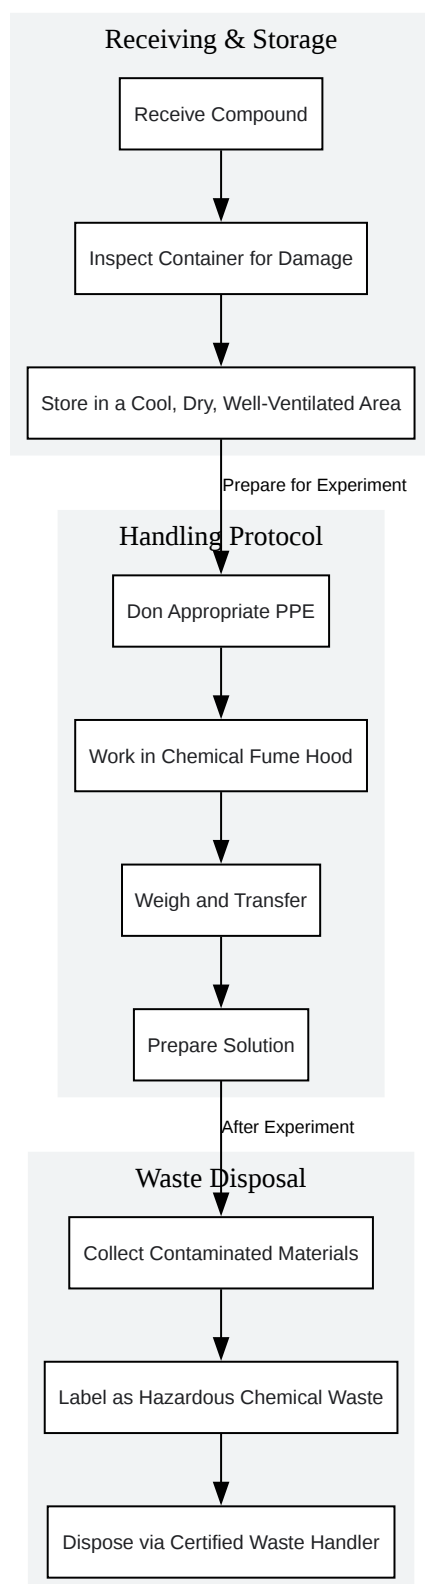 Receiving & Storage
Receive Compound
Inspect Container for Damage
Store in a Cool, Dry, Well-Ventilated Area
Prepare for Experiment
Handling Protocol
Don Appropriate PPE
Work in Chemical Fume Hood
Weigh and Transfer
Prepare Solution
After Experiment
Waste Disposal
Collect Contaminated Materials
Label as Hazardous Chemical Waste
Dispose via Certified Waste Handler